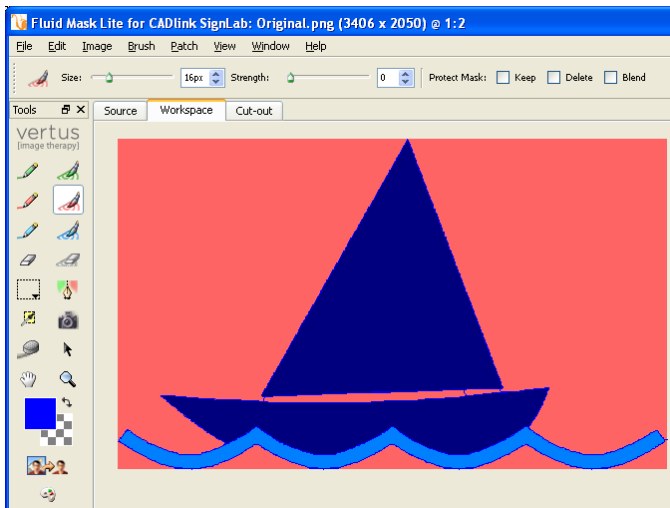 Fluid Mask Lite for CADlink SignLab: Original.png (3406 x 2050) @ 1:2
File Edit Image Brush Patch View Window Help
Size: 16px Strength: 0 Protect Mask: Keep Delete Blend
Tools Source Workspace Cut-out
vertus
[image therapy]